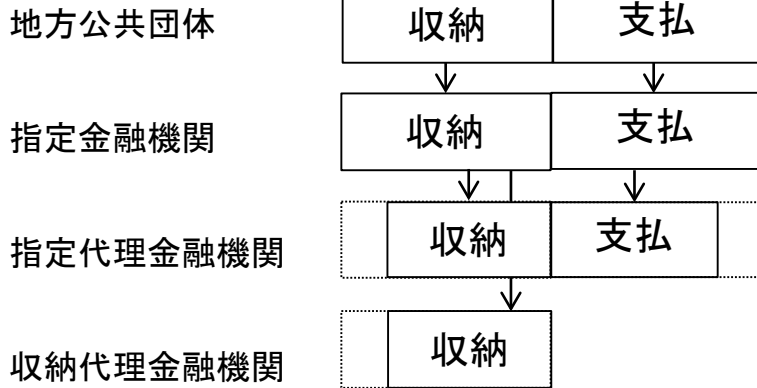 地方公共団体 収納 支払
指定金融機関 収納 支払
指定代理金融機関 収納 支払
収納代理金融機関 収納